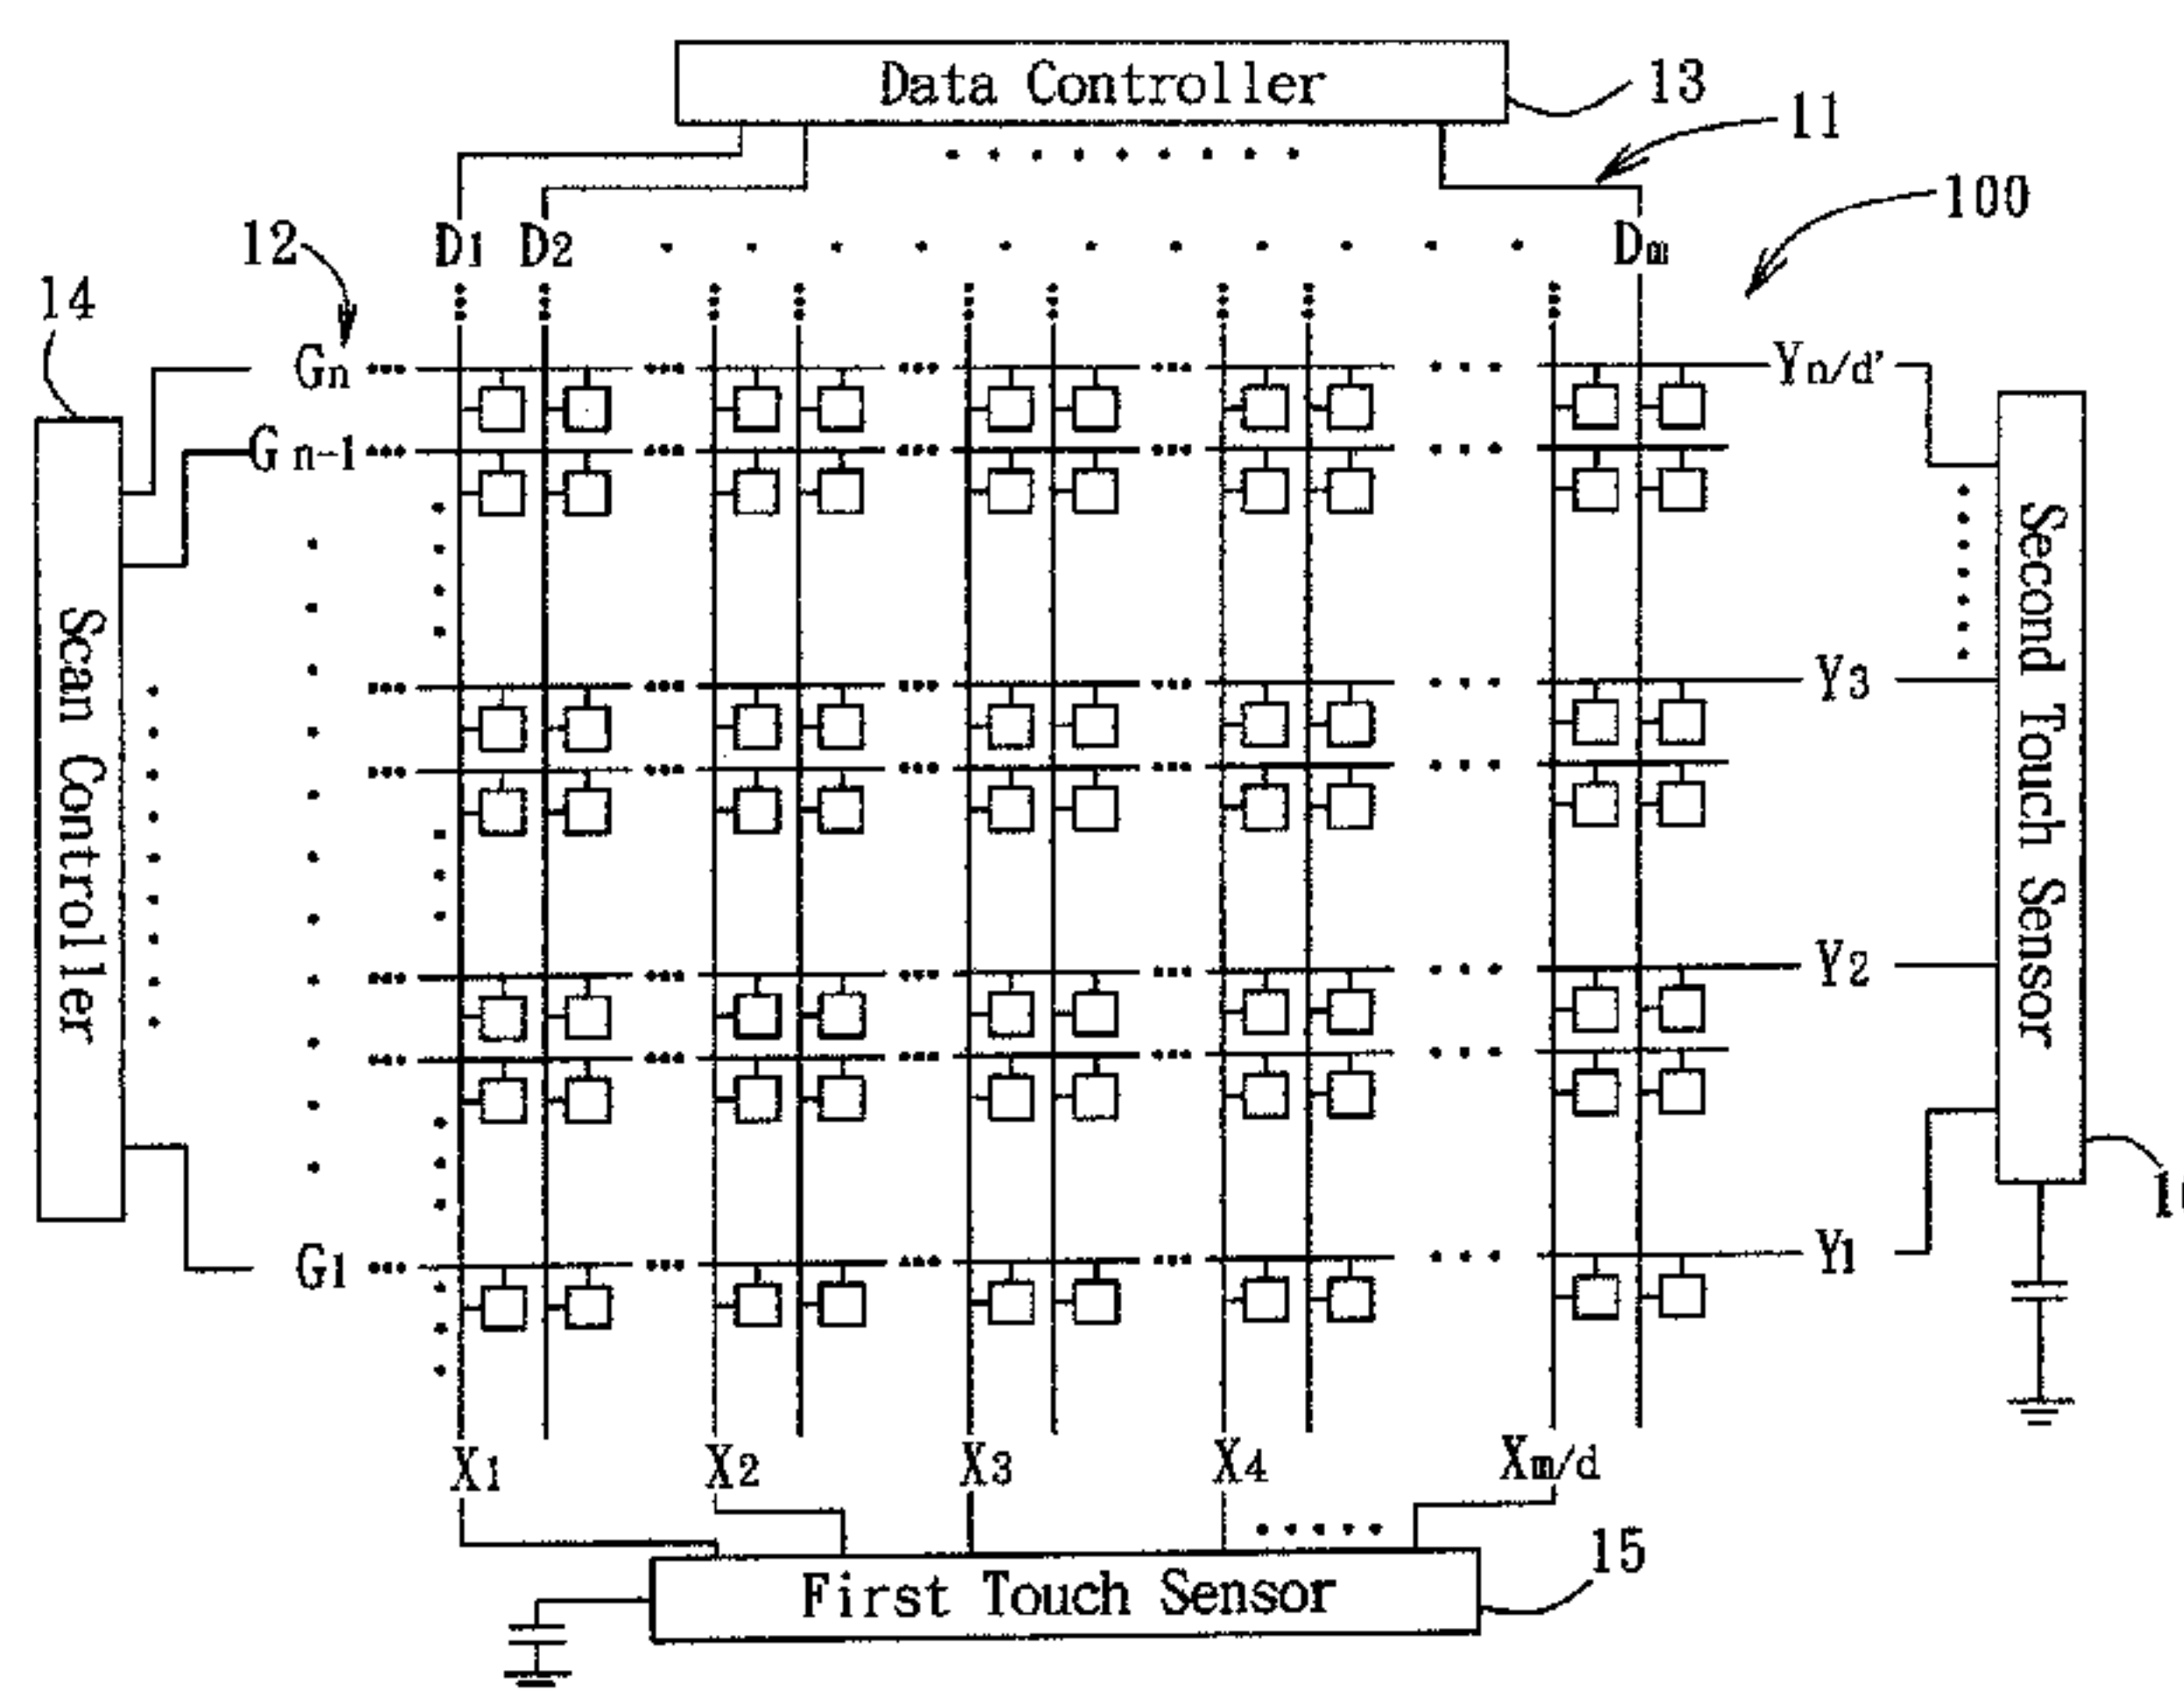 Data Controller
13
11
100
12
D1 D2 Dm
14
Gn
Yn/d'
Gn-1
Scan Controller
Second Touch Sensor
Y3
Y2
G1
Y1
X1 X2 X3 X4 Xm/d
15
First Touch Sensor